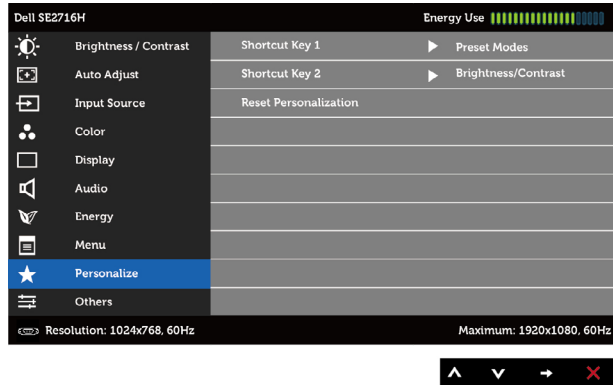 Dell SE2716H Energy Use
Brightness / Contrast Shortcut Key 1 Preset Modes
Auto Adjust Shortcut Key 2 Brightness/Contrast
Input Source Reset Personalization
Color
Display
Audio
Energy
Menu
Personalize
Others
Resolution: 1024x768, 60Hz Maximum: 1920x1080, 60Hz